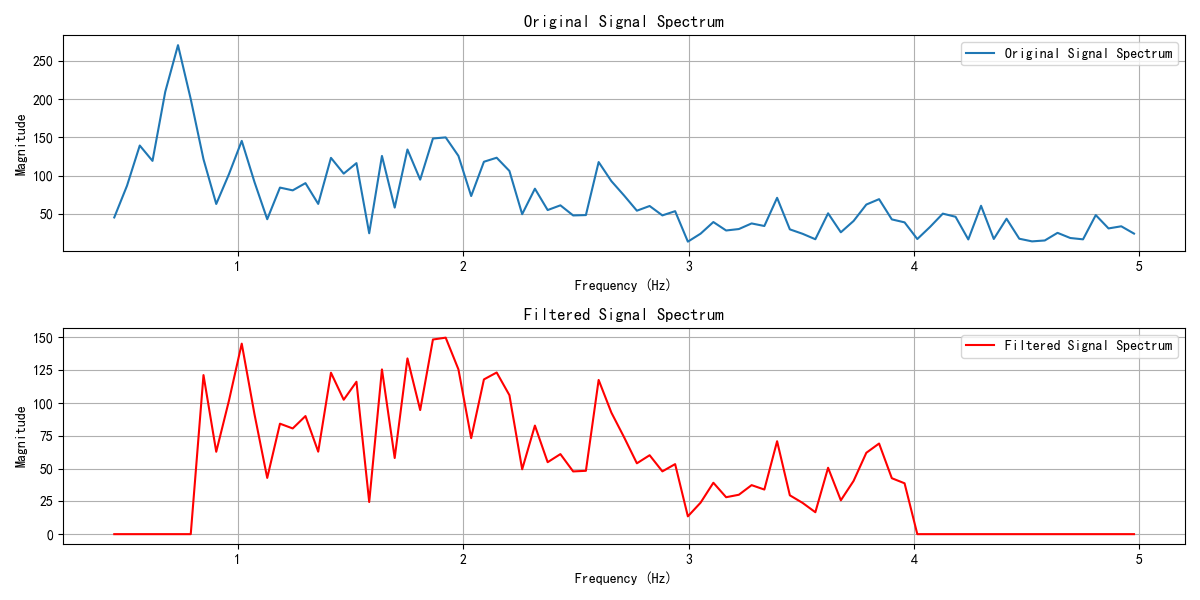 Original Signal Spectrum
Original Signal Spectrum
Magnitude
250
200
150
100
50
1 2 3 4 5
Frequency (Hz)
Filtered Signal Spectrum
Filtered Signal Spectrum
Magnitude
150
125
100
75
50
25
0
1 2 3 4 5
Frequency (Hz)